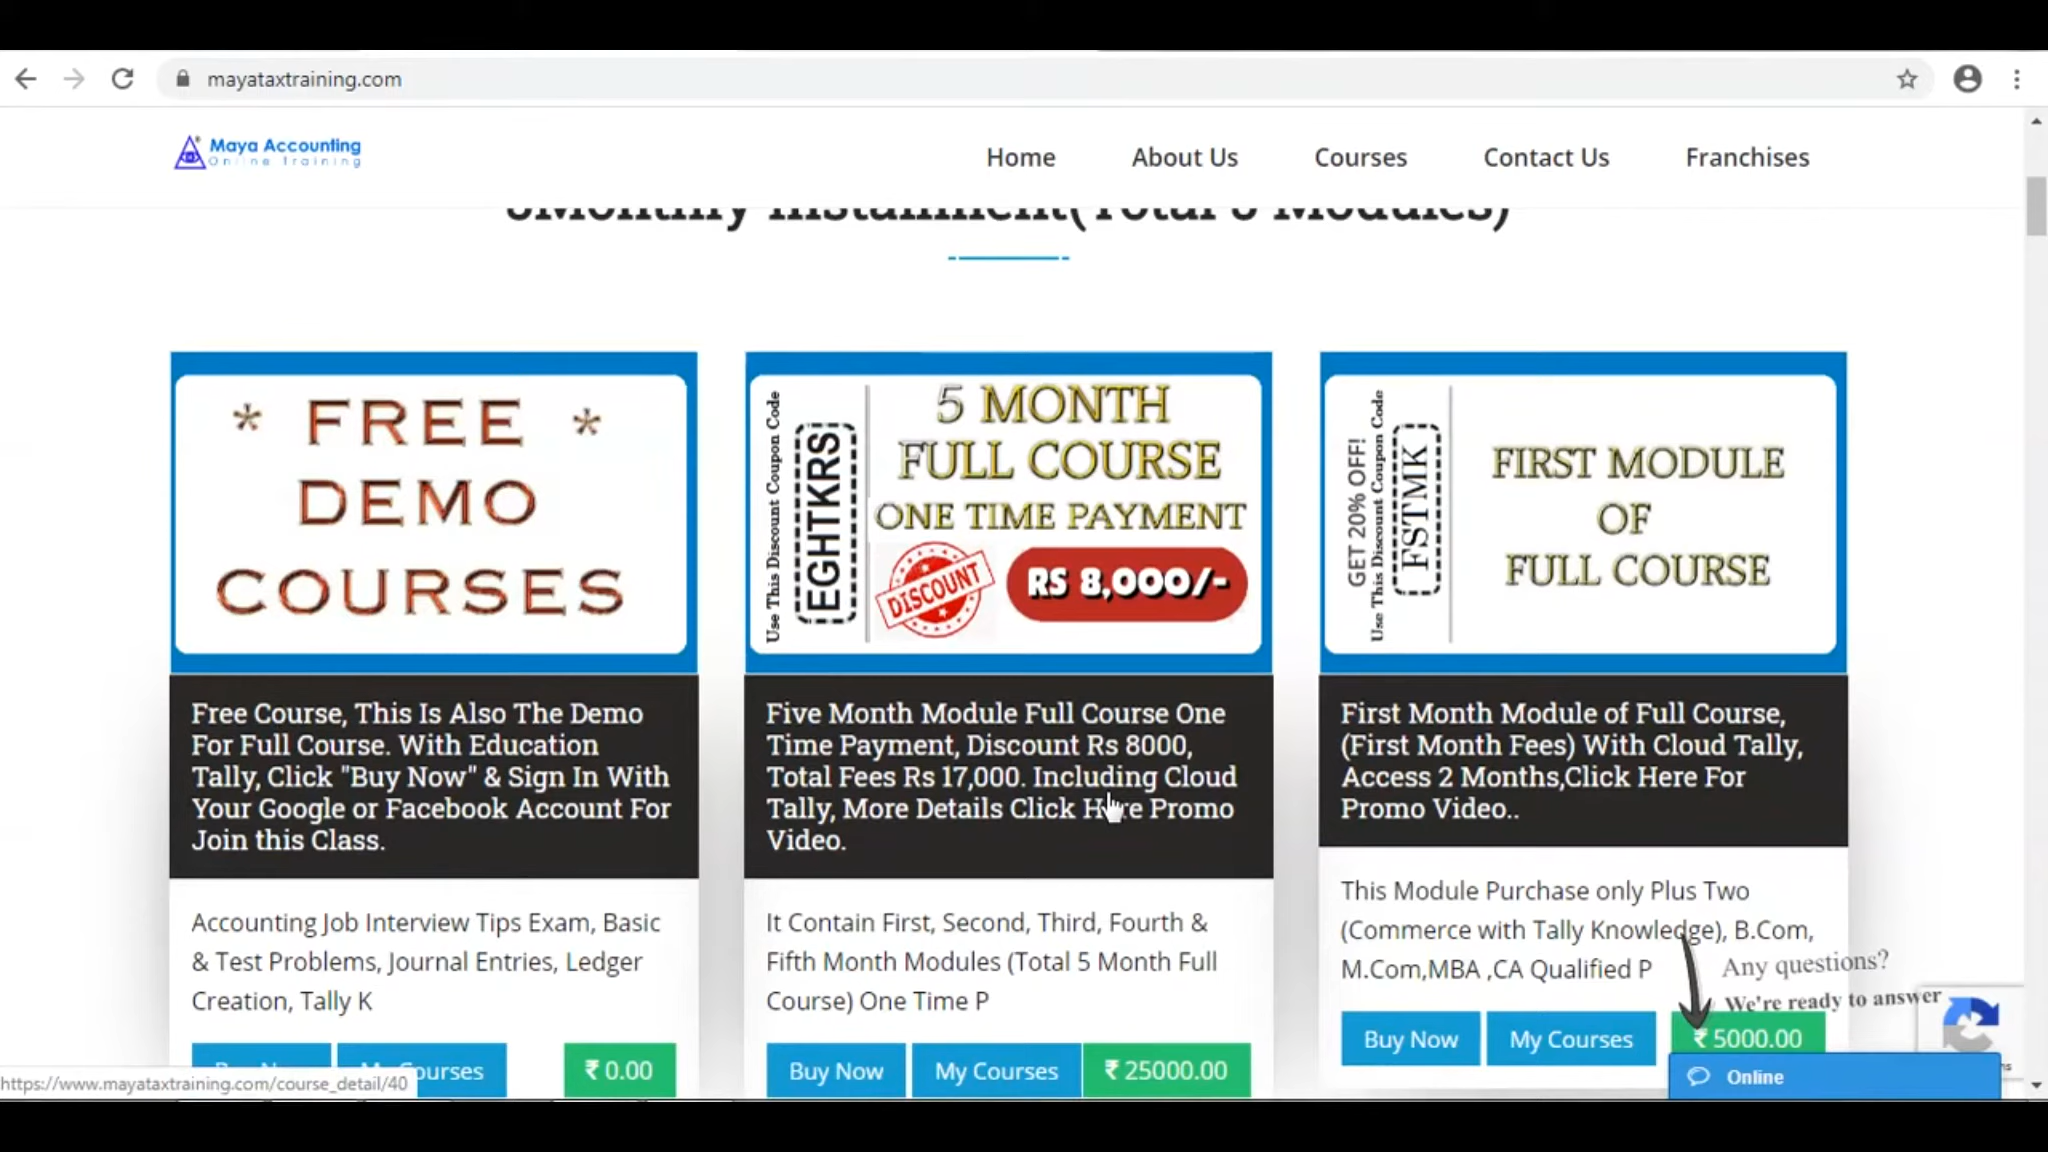 mayataxtraining.com
Maya Accounting
Online Training
Home
About Us
Courses
Contact Us
Franchises
Monthly Installment(Total 5 Modules)
* FREE *
DEMO
COURSES
Use This Discount Coupon Code
EGHTKRS
5 MONTH
FULL COURSE
ONE TIME PAYMENT
DISCOUNT
RS 8,000/-
GET 20% OFF!
Use This Discount Coupon Code
FSTMK
FIRST MODULE
OF
FULL COURSE
Free Course, This Is Also The Demo
For Full Course. With Education
Tally, Click "Buy Now" & Sign In With
Your Google or Facebook Account For
Join this Class.
Five Month Module Full Course One
Time Payment, Discount Rs 8000,
Total Fees Rs 17,000. Including Cloud
Tally, More Details Click Here Promo
Video.
First Month Module of Full Course,
(First Month Fees) With Cloud Tally,
Access 2 Months,Click Here For
Promo Video..
Accounting Job Interview Tips Exam, Basic
& Test Problems, Journal Entries, Ledger
Creation, Tally K
It Contain First, Second, Third, Fourth &
Fifth Month Modules (Total 5 Month Full
Course) One Time P
This Module Purchase only Plus Two
(Commerce with Tally Knowledge), B.Com,
M.Com,MBA ,CA Qualified P
Any questions?
We're ready to answer
Buy Now
My Courses
₹ 0.00
Buy Now
My Courses
₹ 25000.00
Buy Now
My Courses
₹ 5000.00
Online
https://www.mayataxtraining.com/course_detail/40